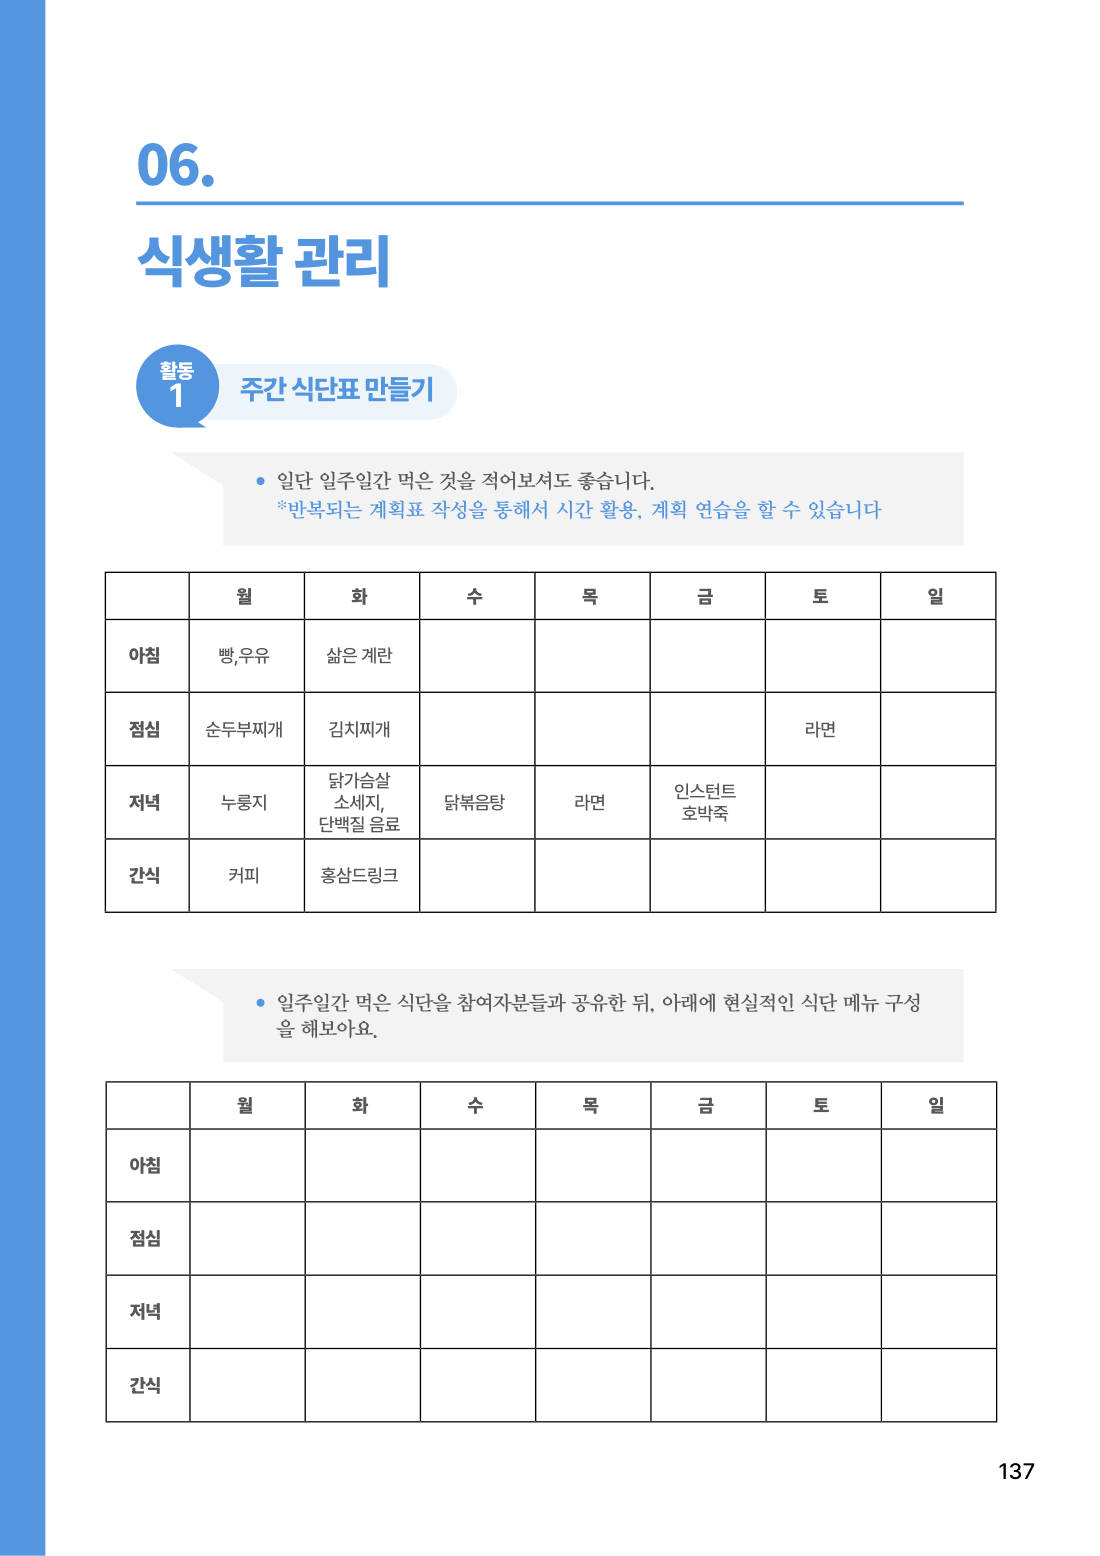 06.
식생활 관리
활동
1
주간 식단표 만들기
• 일단 일주일간 먹은 것을 적어보셔도 좋습니다.
*반복되는 계획표 작성을 통해서 시간 활용, 계획 연습을 할 수 있습니다
월 화 수 목 금 토 일
아침 빵,우유 삶은 계란
점심 순두부찌개 김치찌개 라면
저녁 누룽지 닭가슴살 소세지, 단백질 음료 닭볶음탕 라면 인스턴트 호박죽
간식 커피 홍삼드링크
• 일주일간 먹은 식단을 참여자분들과 공유한 뒤, 아래에 현실적인 식단 메뉴 구성
을 해보아요.
월 화 수 목 금 토 일
아침
점심
저녁
간식
137